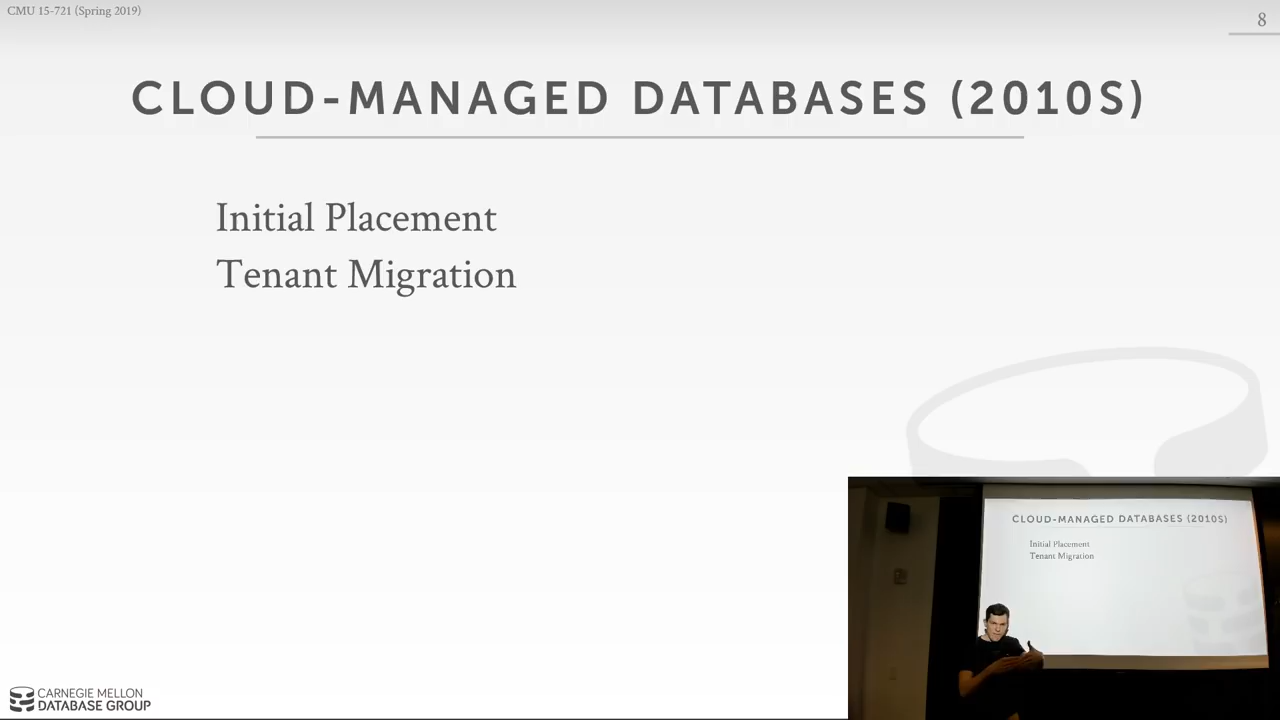 CMU 15-721 (Spring 2019)
8
CLOUD-MANAGED DATABASES (2010S)
Initial Placement
Tenant Migration
CLOUD-MANAGED DATABASES (2010S)
Initial Placement
Tenant Migration
CARNEGIE MELLON
DATABASE GROUP